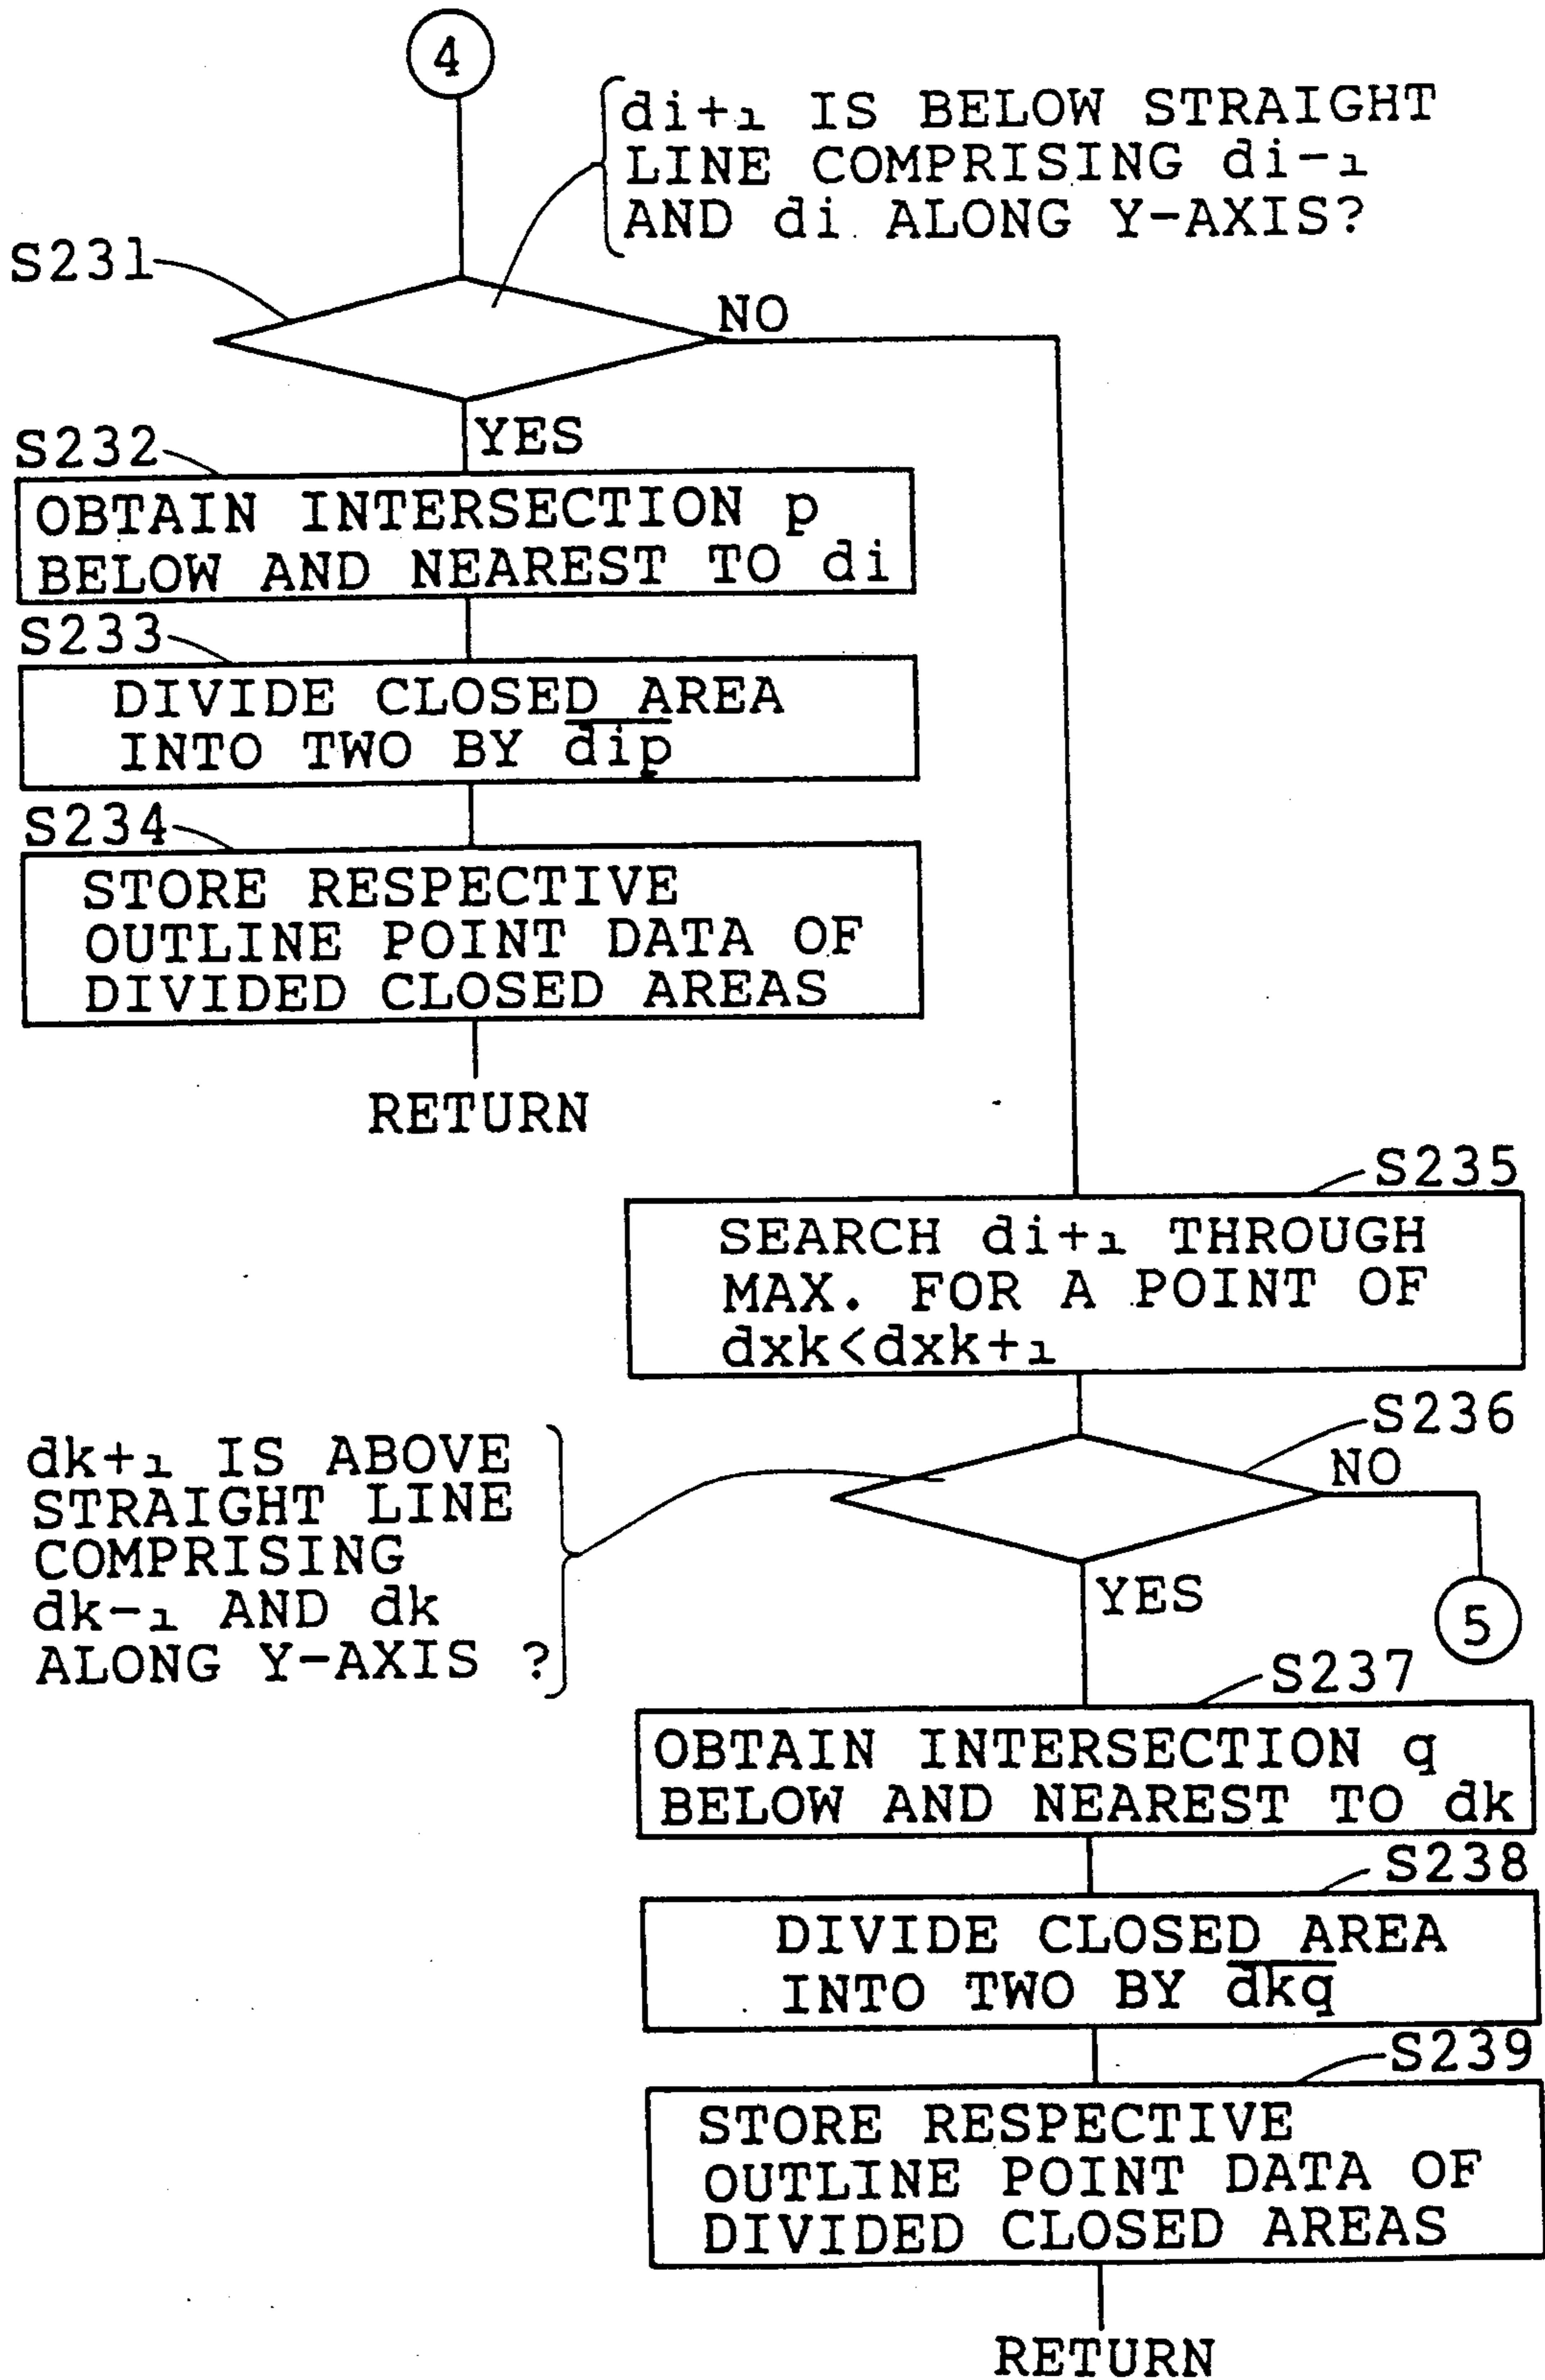 4
di+1 IS BELOW STRAIGHT
LINE COMPRISING di-1
AND di ALONG Y-AXIS?
S231
NO
YES
S232
OBTAIN INTERSECTION p
BELOW AND NEAREST TO di
S233
DIVIDE CLOSED AREA
INTO TWO BY dip
S234
STORE RESPECTIVE
OUTLINE POINT DATA OF
DIVIDED CLOSED AREAS
RETURN
S235
SEARCH di+1 THROUGH
MAX. FOR A POINT OF
dxk<dxk+1
S236
dk+1 IS ABOVE
STRAIGHT LINE
COMPRISING
dk-1 AND dk
ALONG Y-AXIS ?
NO
YES
5
S237
OBTAIN INTERSECTION q
BELOW AND NEAREST TO dk
S238
DIVIDE CLOSED AREA
INTO TWO BY dkq
S239
STORE RESPECTIVE
OUTLINE POINT DATA OF
DIVIDED CLOSED AREAS
RETURN